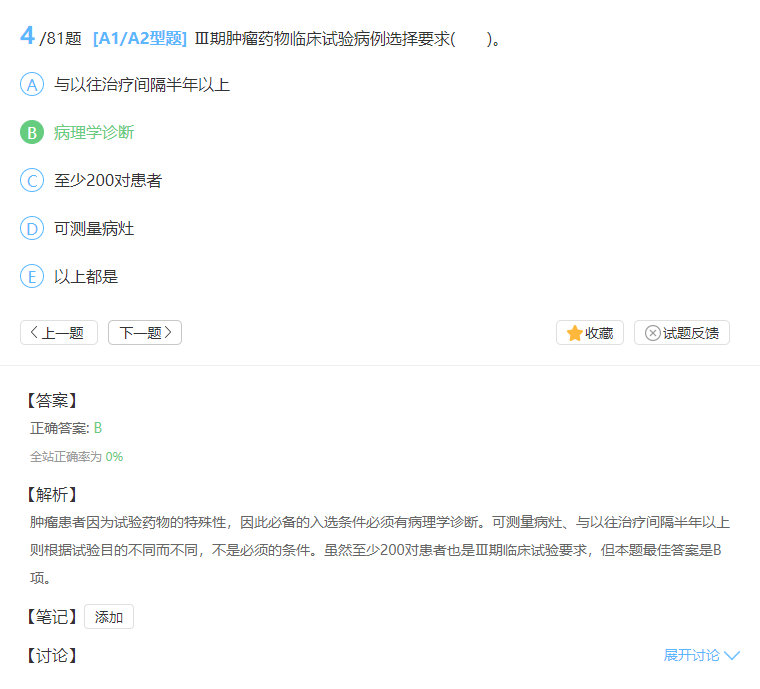 4 /81题 [A1/A2型题] Ⅲ期肿瘤药物临床试验病例选择要求( )。
A 与以往治疗间隔半年以上
B 病理学诊断
C 至少200对患者
D 可测量病灶
E 以上都是
上一题 下一题 收藏 试题反馈
【答案】
正确答案: B
全站正确率为 0%
【解析】
肿瘤患者因为试验药物的特殊性，因此必备的入选条件必须有病理学诊断。可测量病灶、与以往治疗间隔半年以上
则根据试验目的不同而不同，不是必须的条件。虽然至少200对患者也是Ⅲ期临床试验要求，但本题最佳答案是B
项。
【笔记】 添加
【讨论】 展开讨论